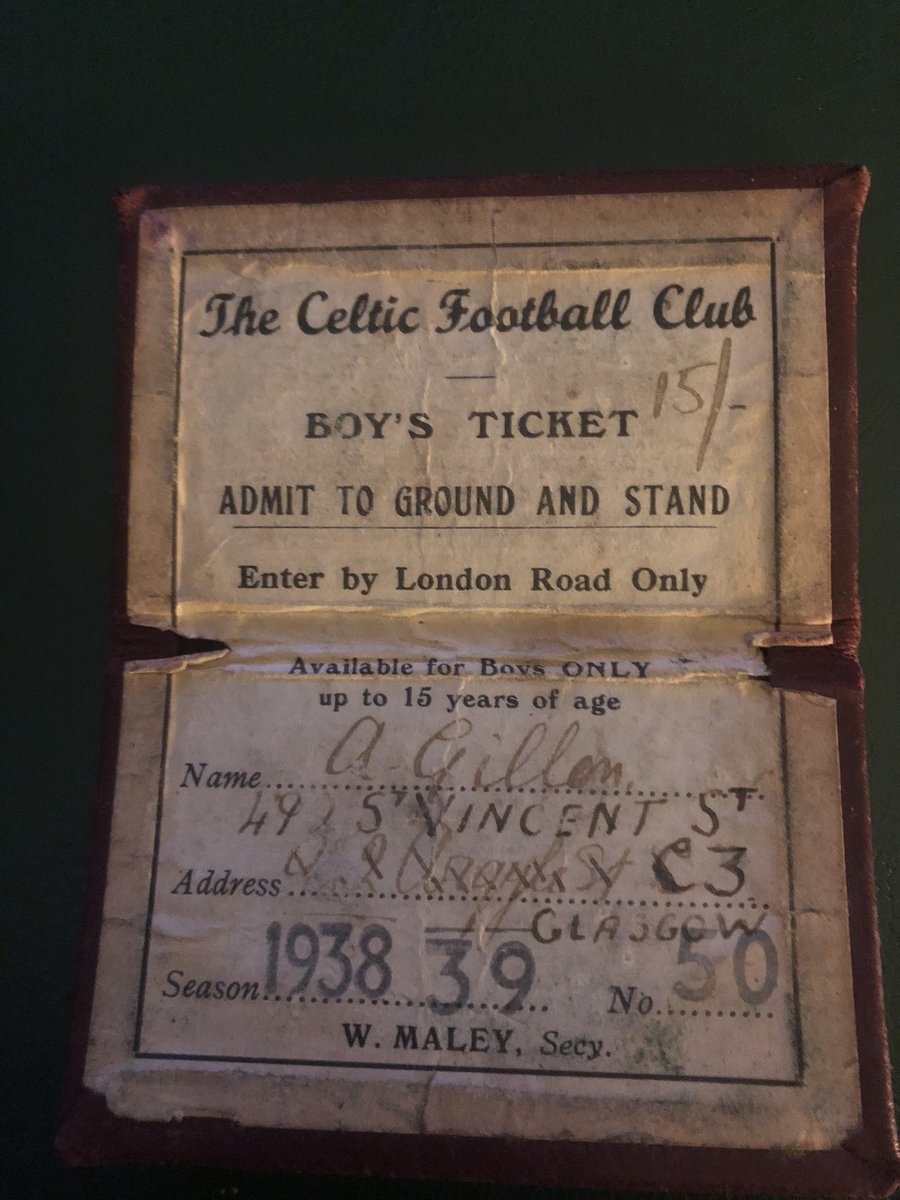 The Celtic Football Club
15/-
BOY'S TICKET
ADMIT TO GROUND AND STAND
Enter by London Road Only
Available for Boys ONLY
up to 15 years of age
Name A. Gillen
49 ST VINCENT ST
Address C3
GLASGOW
Season 1938 39 No. 50
W. MALEY, Secy.